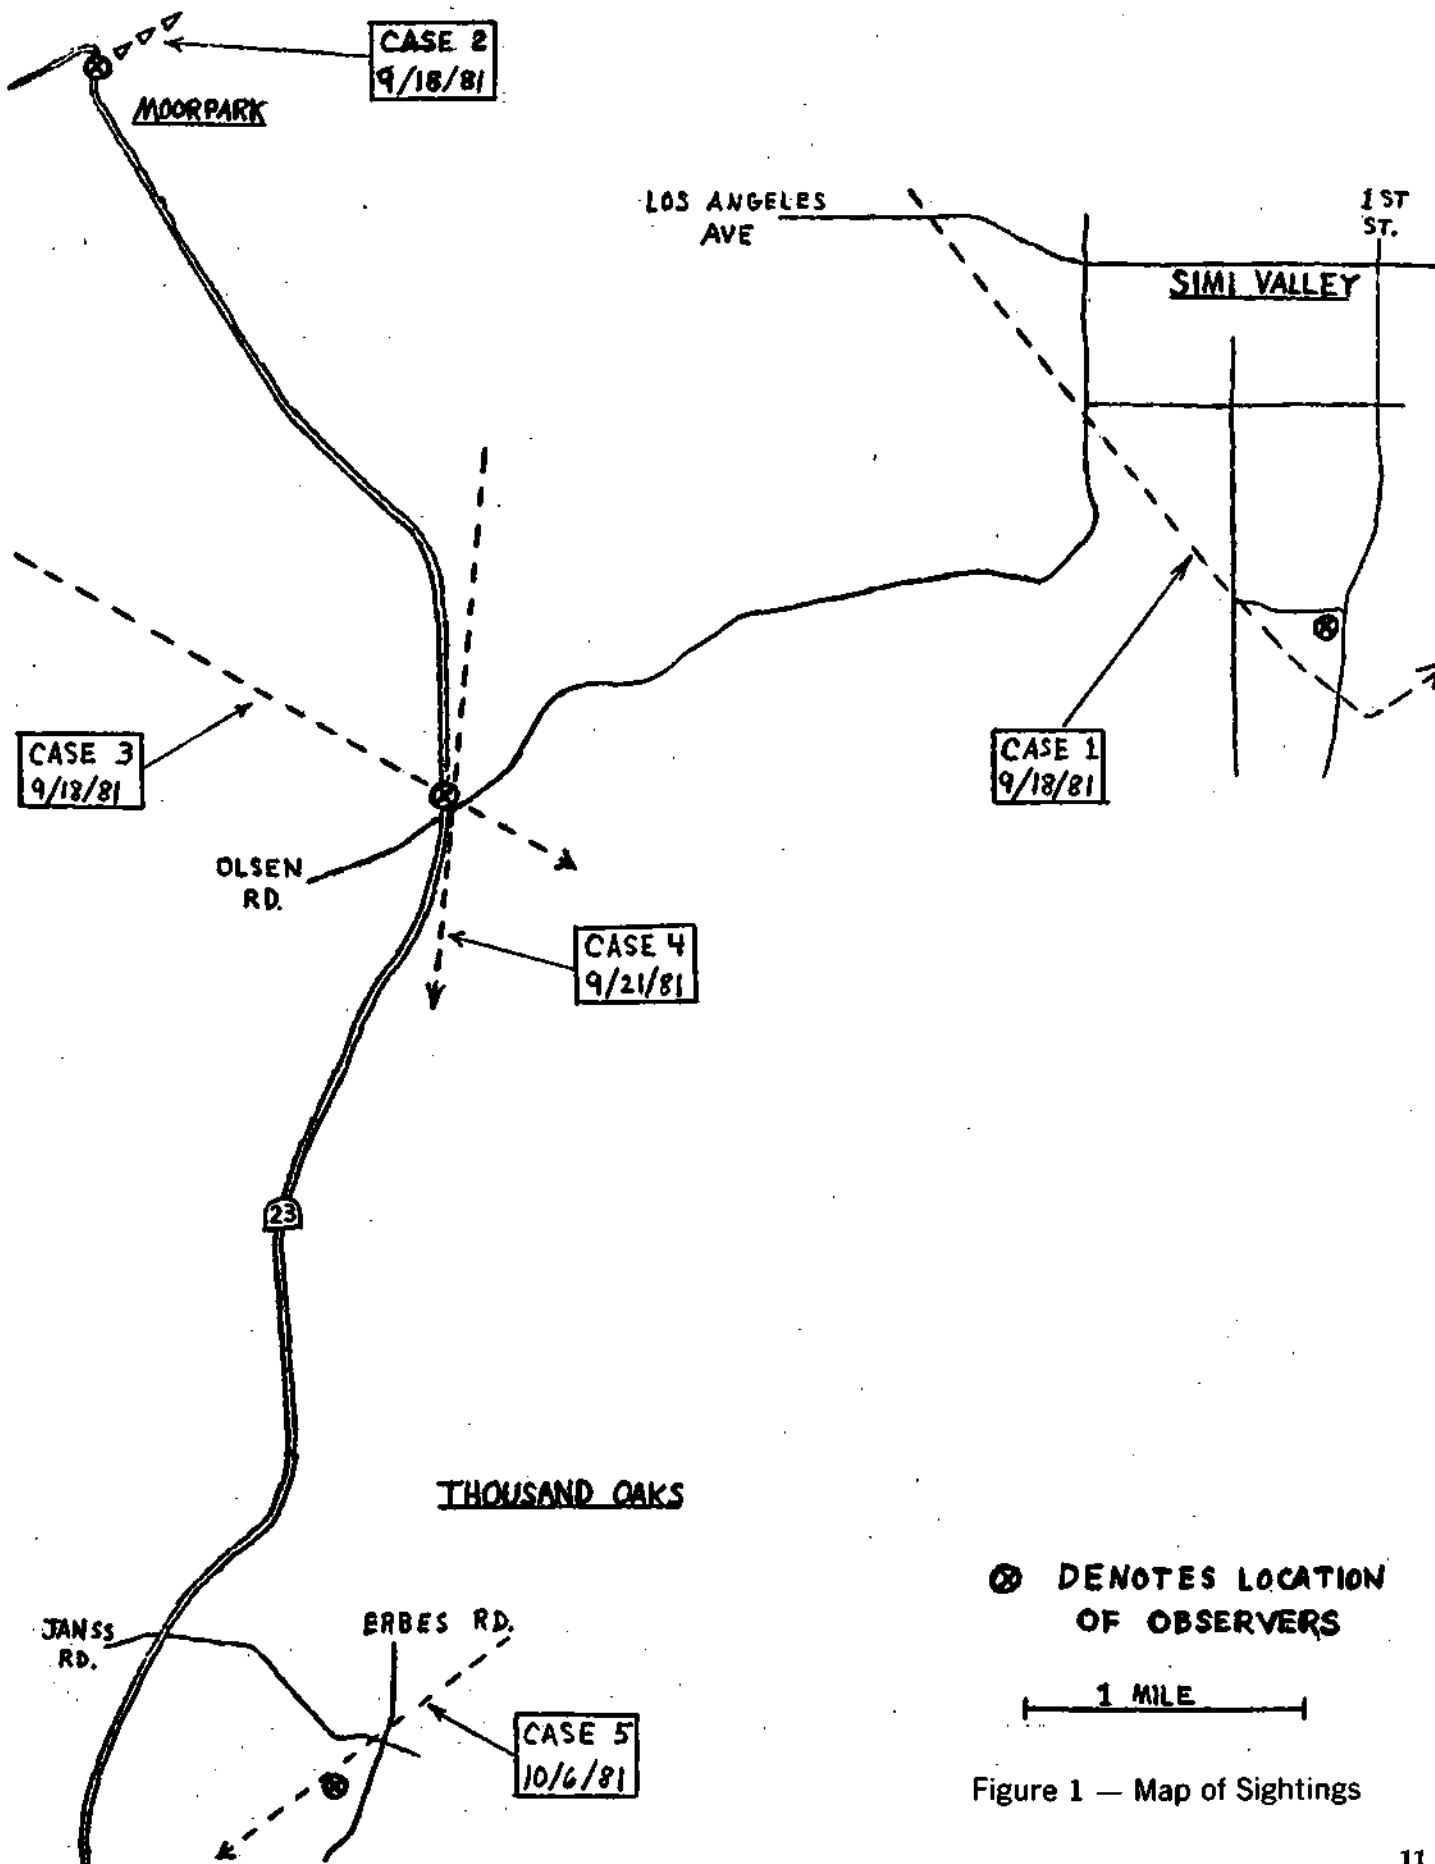 CASE 2
9/18/81
MOORPARK
LOS ANGELES
AVE
1 ST
ST.
SIMI VALLEY
CASE 3
9/18/81
CASE 1
9/18/81
OLSEN
RD.
CASE 4
9/21/81
23
THOUSAND OAKS
JANSS
RD.
ERBES RD.
CASE 5
10/6/81
DENOTES LOCATION
OF OBSERVERS
1 MILE
Figure 1 — Map of Sightings
11